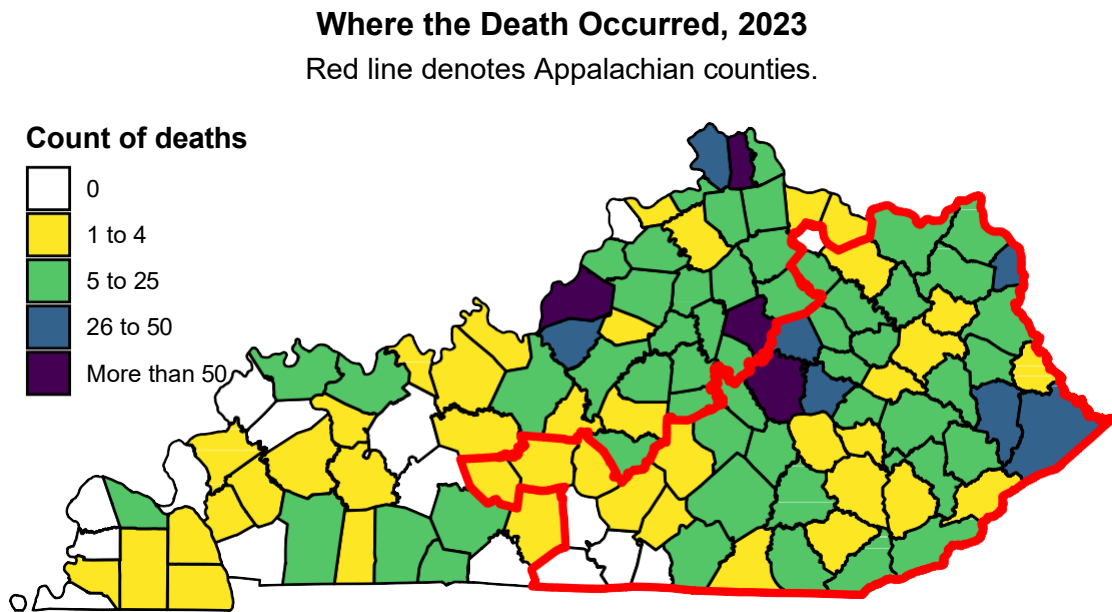 Where the Death Occurred, 2023
Red line denotes Appalachian counties.
Count of deaths
0
1 to 4
5 to 25
26 to 50
More than 50